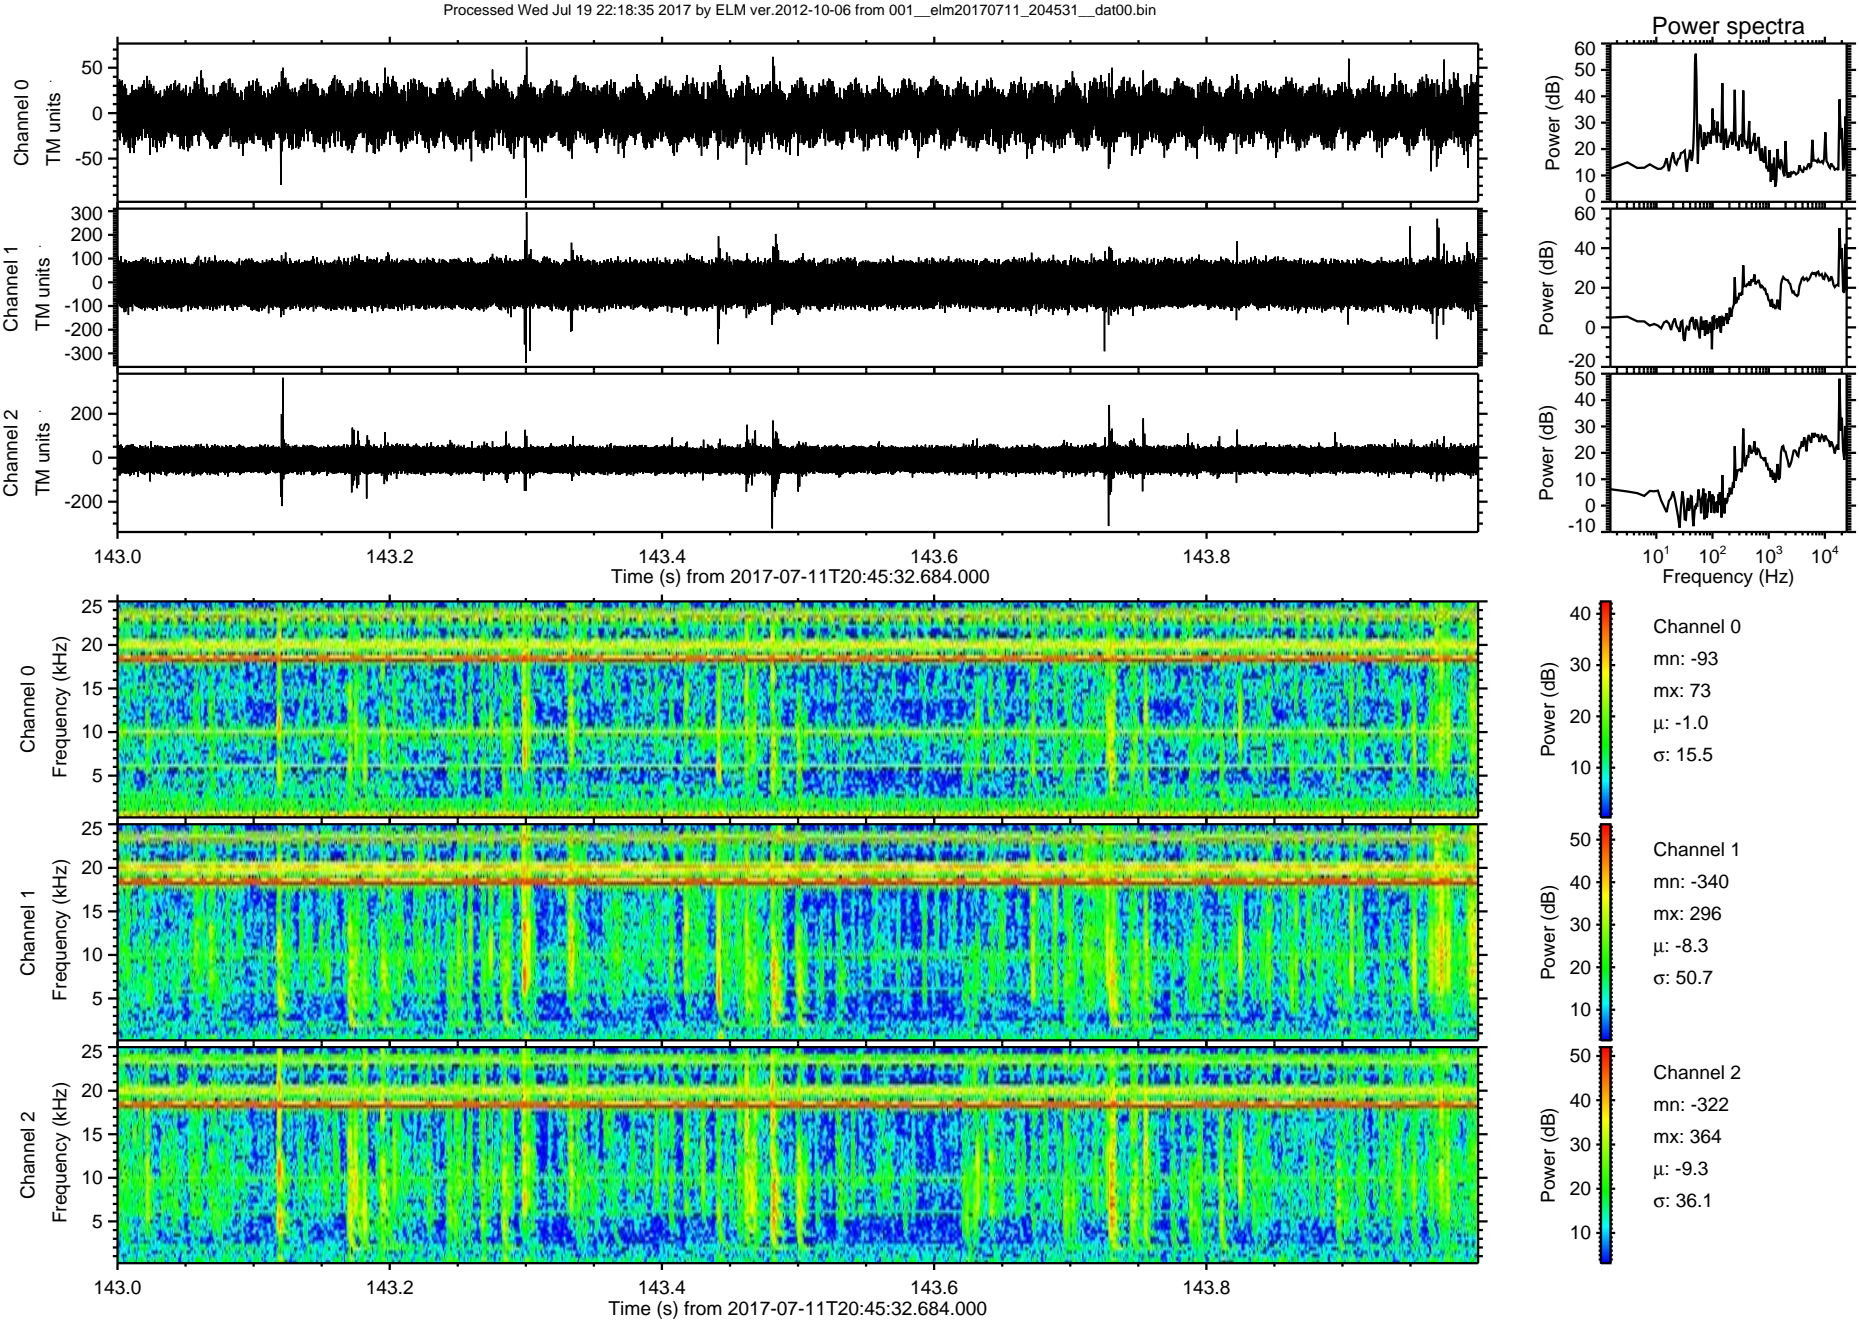 Processed Wed Jul 19 22:18:35 2017 by ELM ver.2012-10-06 from 001__elm20170711_204531__dat00.bin
Power spectra
Channel 0
TM units
50
0
-50
Power (dB)
60
50
40
30
20
10
0
Channel 1
TM units
300
200
100
0
-100
-200
-300
Power (dB)
60
40
20
0
-20
Channel 2
TM units
200
0
-200
Power (dB)
50
40
30
20
10
0
-10
143.0 143.2 143.4 143.6 143.8
Time (s) from 2017-07-11T20:45:32.684.000
10^1 10^2 10^3 10^4
Frequency (Hz)
Channel 0
Frequency (kHz)
25
20
15
10
5
Power (dB)
40
30
20
10
Channel 0
mn: -93
mx: 73
μ: -1.0
σ: 15.5
Channel 1
Frequency (kHz)
25
20
15
10
5
Power (dB)
50
40
30
20
10
Channel 1
mn: -340
mx: 296
μ: -8.3
σ: 50.7
Channel 2
Frequency (kHz)
25
20
15
10
5
Power (dB)
50
40
30
20
10
Channel 2
mn: -322
mx: 364
μ: -9.3
σ: 36.1
143.0 143.2 143.4 143.6 143.8
Time (s) from 2017-07-11T20:45:32.684.000